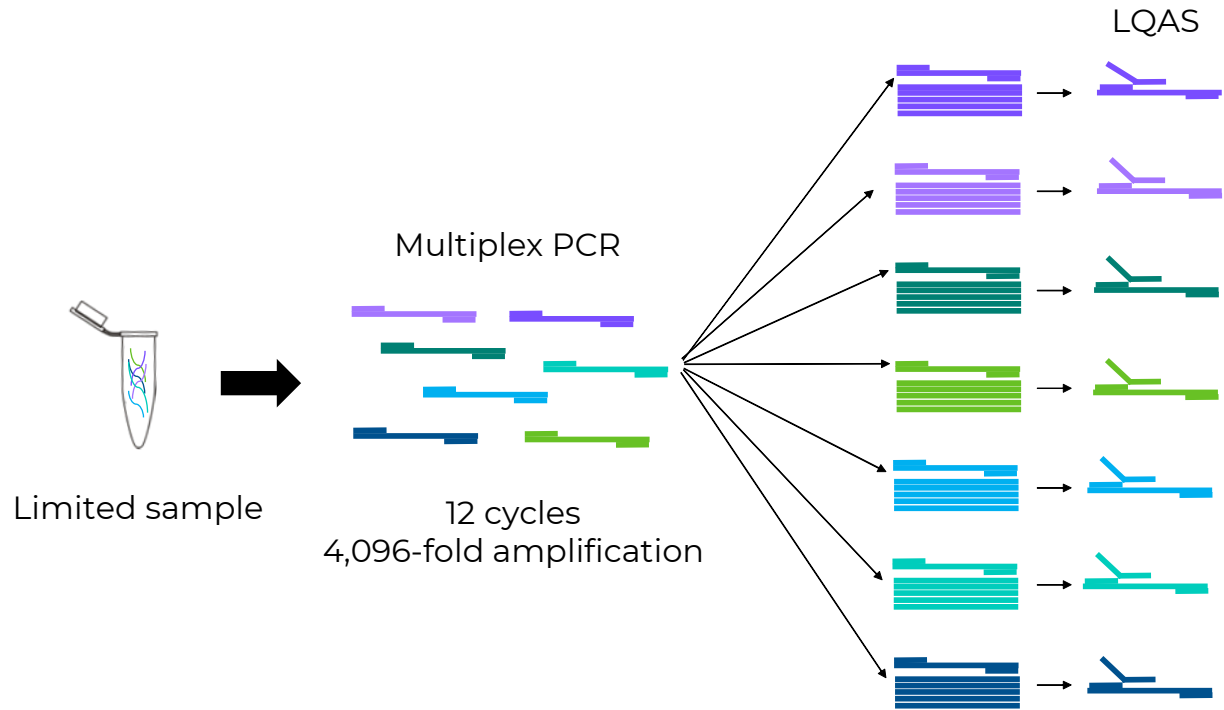 LQAS
Multiplex PCR
Limited sample
12 cycles
4,096-fold amplification